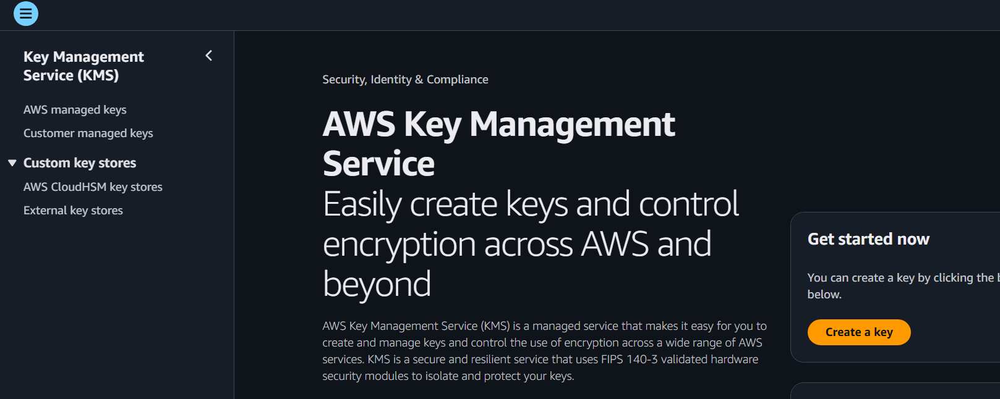 Key Management
Service (KMS)
AWS managed keys
Customer managed keys
Custom key stores
AWS CloudHSM key stores
External key stores
Security, Identity & Compliance
AWS Key Management
Service
Easily create keys and control
encryption across AWS and
beyond
AWS Key Management Service (KMS) is a managed service that makes it easy for you to
create and manage keys and control the use of encryption across a wide range of AWS
services. KMS is a secure and resilient service that uses FIPS 140-3 validated hardware
security modules to isolate and protect your keys.
Get started now
You can create a key by clicking the
below.
Create a key